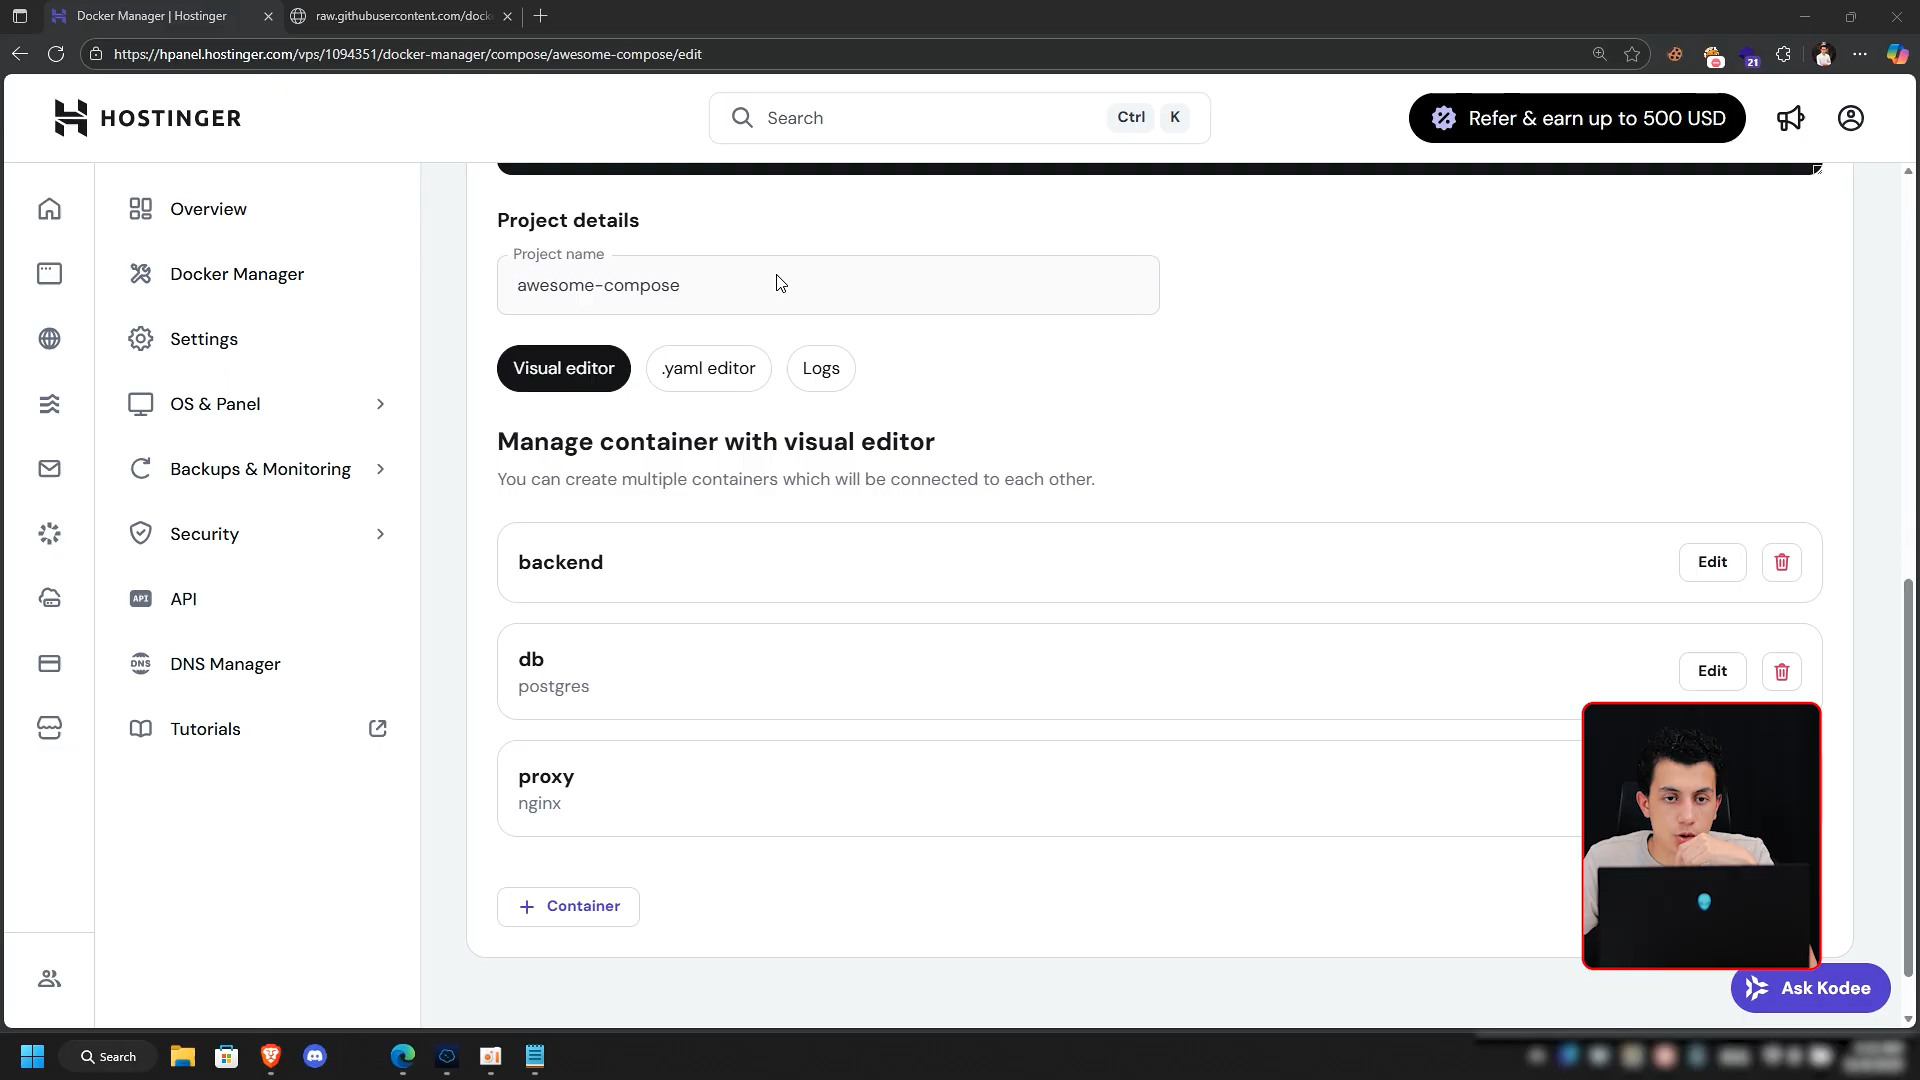 Docker Manager | Hostinger
raw.githubusercontent.com/dock
https://hpanel.hostinger.com/vps/1094351/docker-manager/compose/awesome-compose/edit
21
HOSTINGER
Search
Ctrl
K
Refer & earn up to 500 USD
Overview
Docker Manager
Settings
OS & Panel
Backups & Monitoring
Security
API
API
DNS
DNS Manager
Tutorials
Project details
Project name
awesome-compose
Visual editor
.yaml editor
Logs
Manage container with visual editor
You can create multiple containers which will be connected to each other.
backend
Edit
db
postgres
Edit
proxy
nginx
+ Container
Ask Kodee
Search